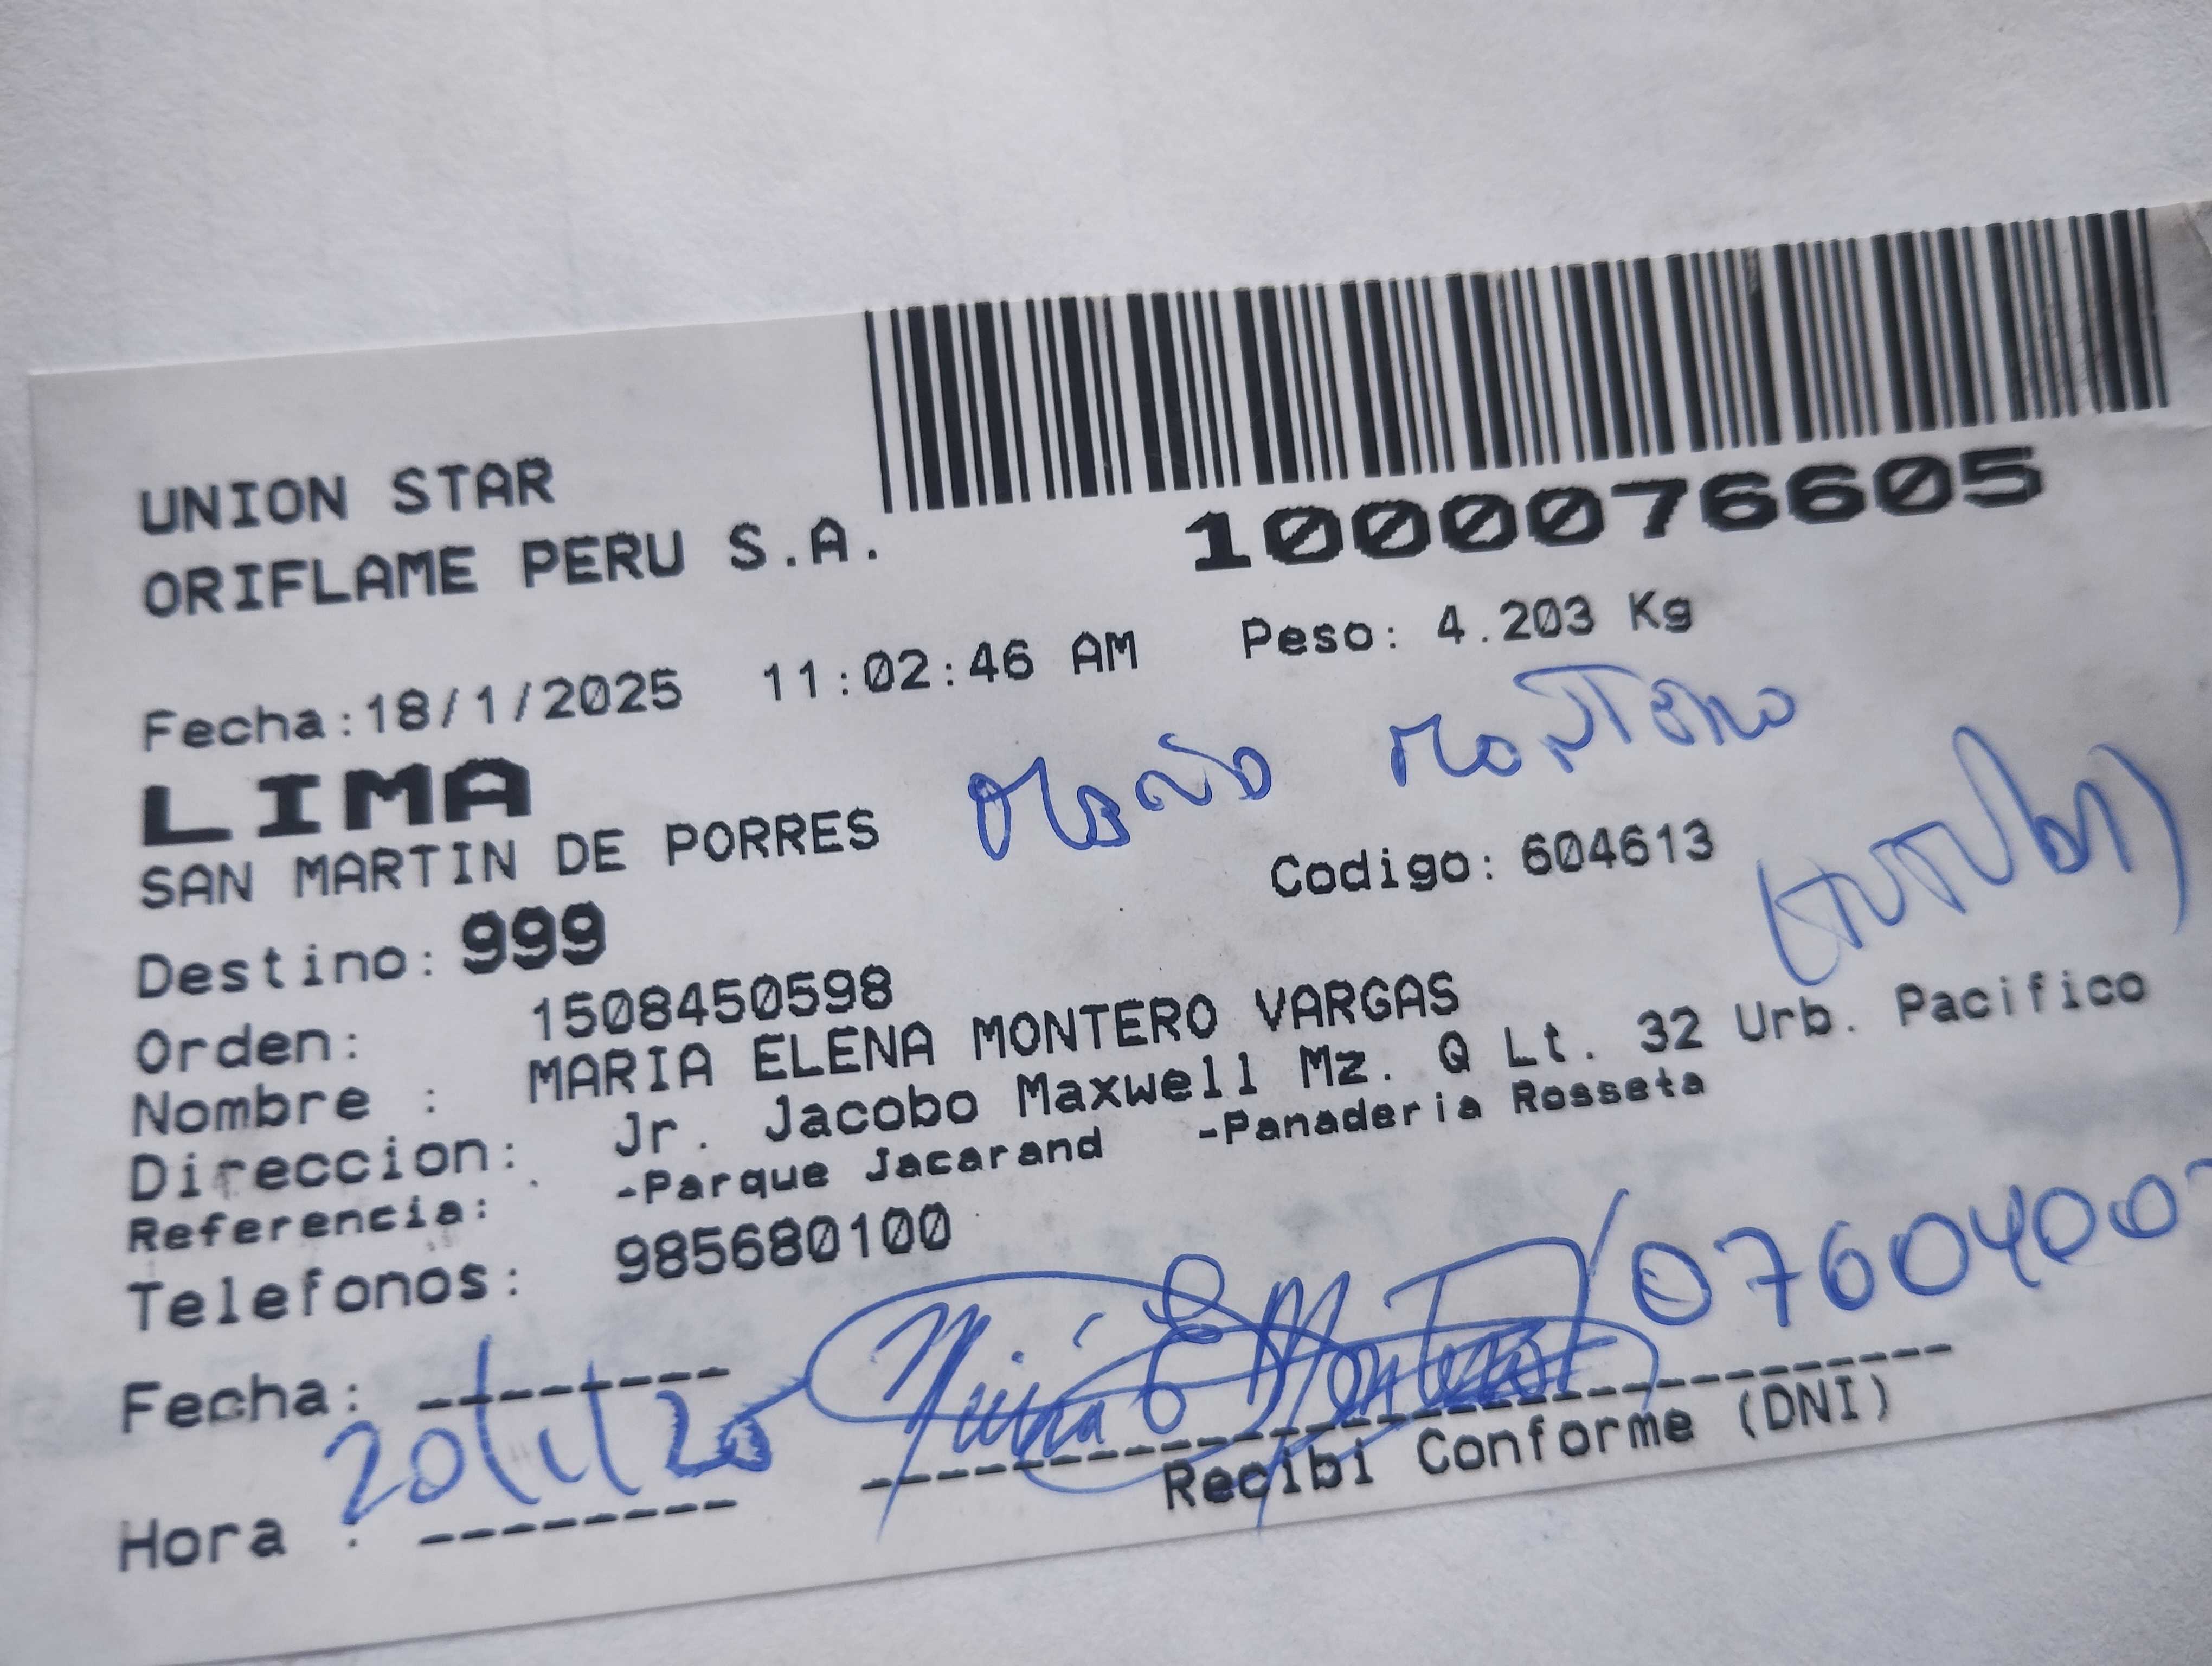 UNION STAR
ORIFLAME PERU S.A.
1000076605
Fecha:18/1/2025 11:02:46 AM Peso: 4.203 Kg
LIMA
SAN MARTIN DE PORRES
Montero
Codigo: 604613
(titular)
Destino: 999
Orden: 1508450598
Nombre : MARIA ELENA MONTERO VARGAS
Direccion: Jr. Jacobo Maxwell Mz. Q Lt. 32 Urb. Pacifico
Referencia: -Parque Jacarand -Panaderia Rosseta
Telefonos: 985680100
0760400
Fecha: --------
20/1/25
Recibi Conforme (DNI)
Hora : --------